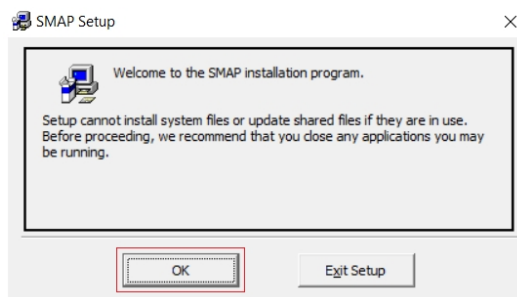 SMAP Setup
Welcome to the SMAP installation program.
Setup cannot install system files or update shared files if they are in use.
Before proceeding, we recommend that you close any applications you may
be running.
OK
Exit Setup